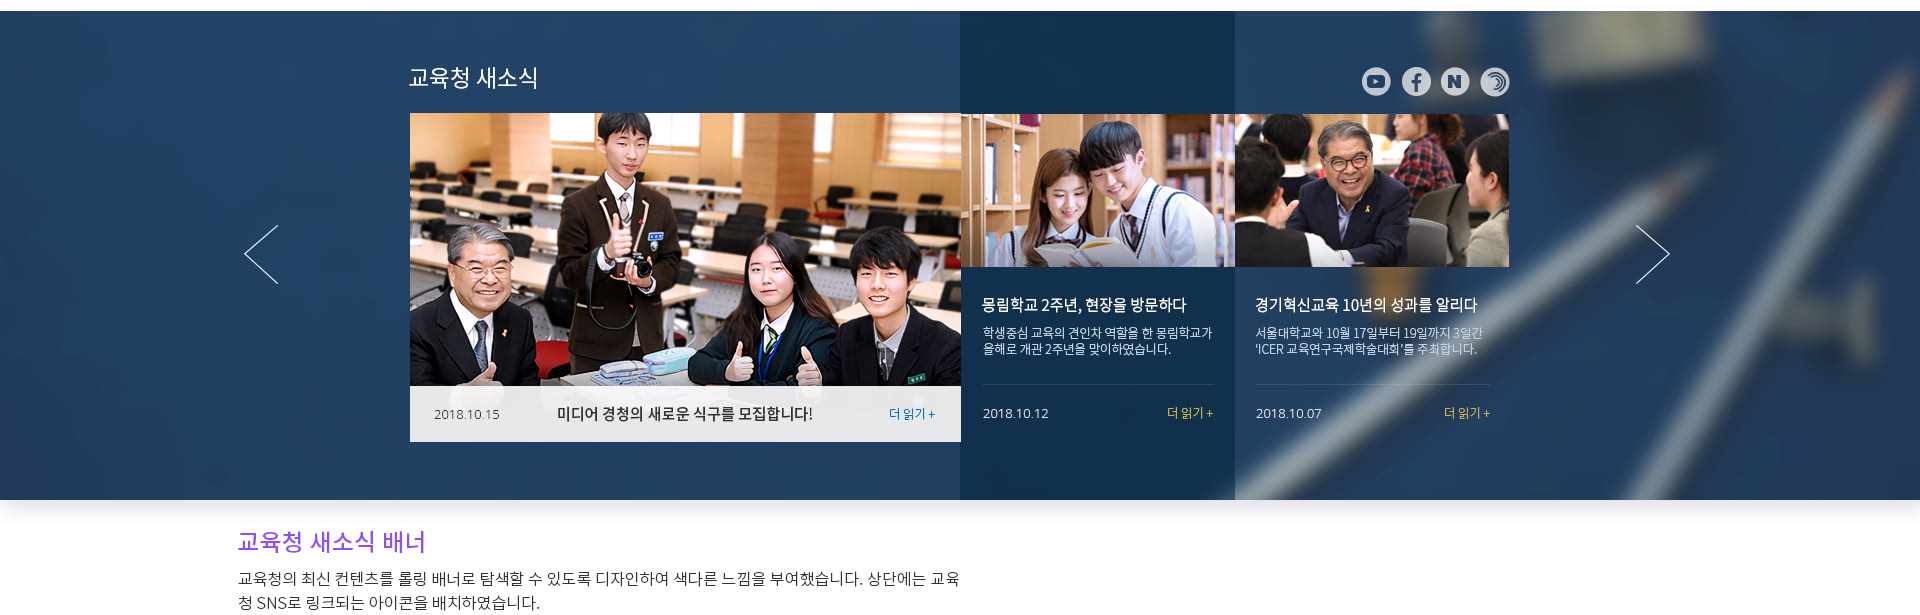 교육청 새소식
N
2018.10.15
미디어 경청의 새로운 식구를 모집합니다!
더 읽기 +
몽림학교 2주년, 현장을 방문하다
학생중심 교육의 견인차 역할을 한 몽림학교가
올해로 개관 2주년을 맞이하였습니다.
2018.10.12
더 읽기 +
경기혁신교육 10년의 성과를 알리다
서울대학교와 10월 17일부터 19일까지 3일간
'ICER 교육연구국제학술대회'를 주최합니다.
2018.10.07
더 읽기 +
교육청 새소식 배너
교육청의 최신 컨텐츠를 롤링 배너로 탐색할 수 있도록 디자인하여 색다른 느낌을 부여했습니다. 상단에는 교육
청 SNS로 링크되는 아이콘을 배치하였습니다.